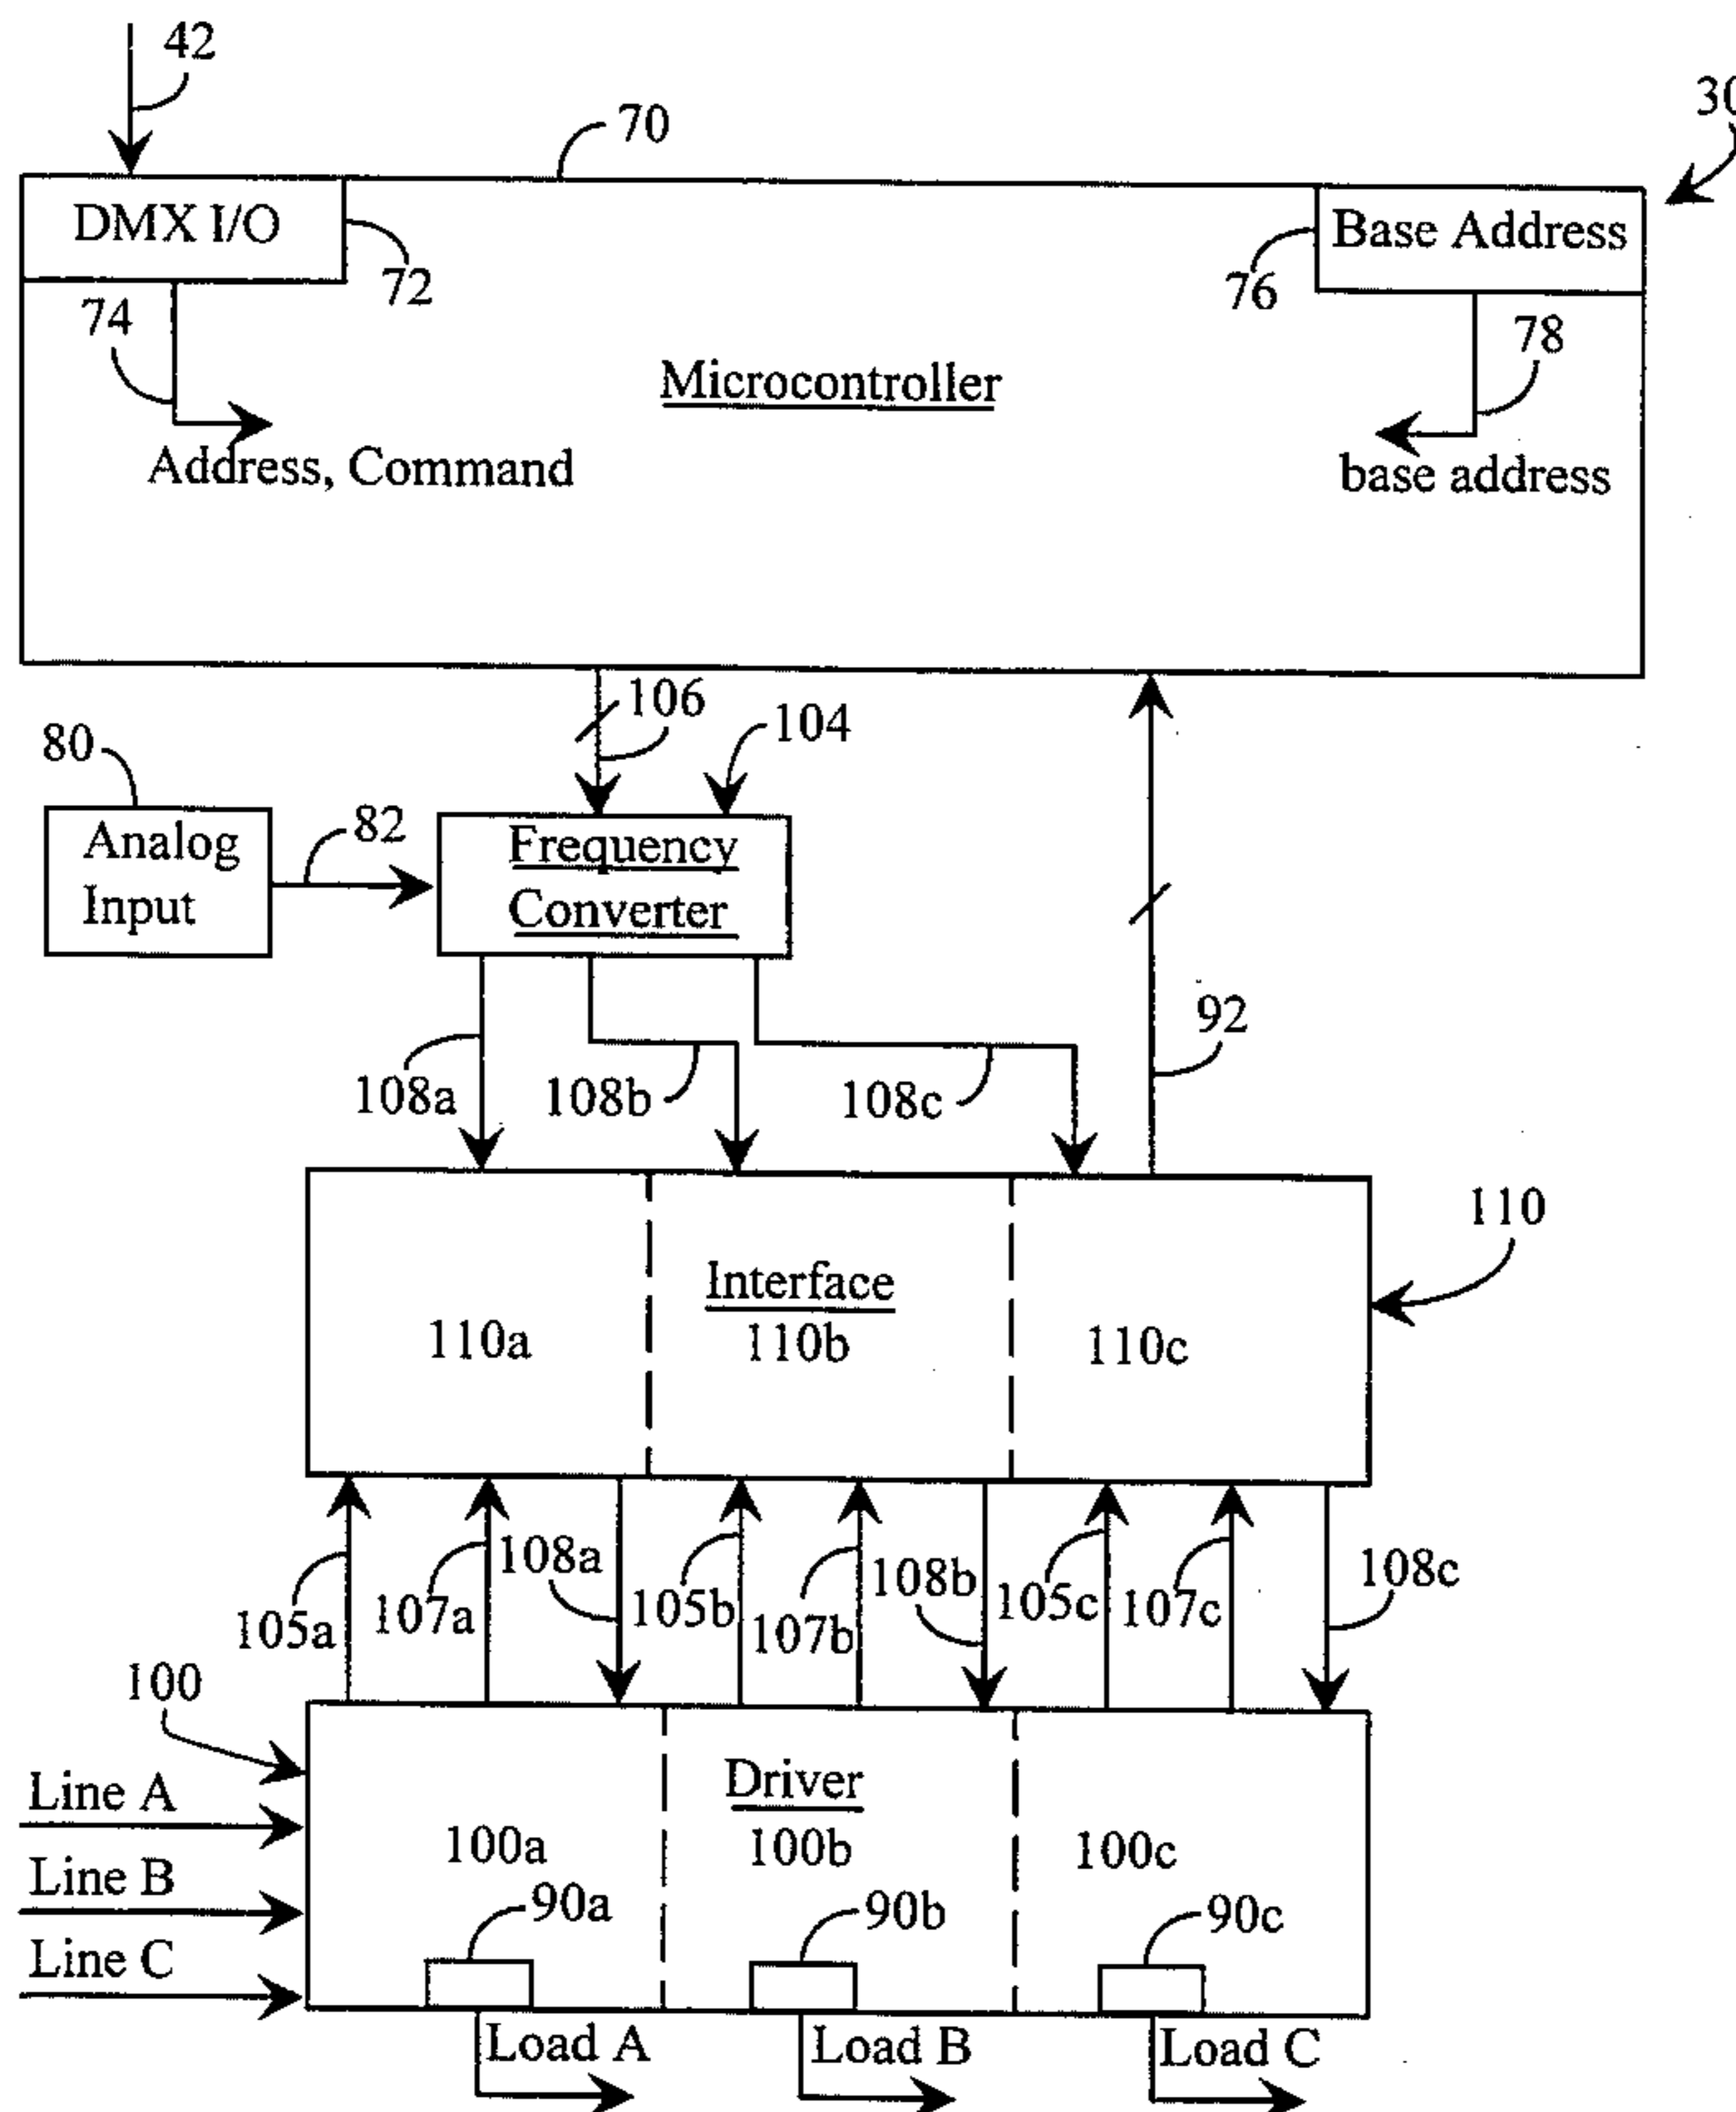 42
70
30
DMX I/O
72
Base Address
76
74
78
Microcontroller
Address, Command
base address
106
104
80
82
Analog
Input
Frequency
Converter
92
108a
108b
108c
110
Interface
110a
110b
110c
105a
107a
108a
105b
107b
108b
105c
107c
108c
100
Line A
Line B
Line C
Driver
100a
100b
100c
90a
90b
90c
Load A
Load B
Load C